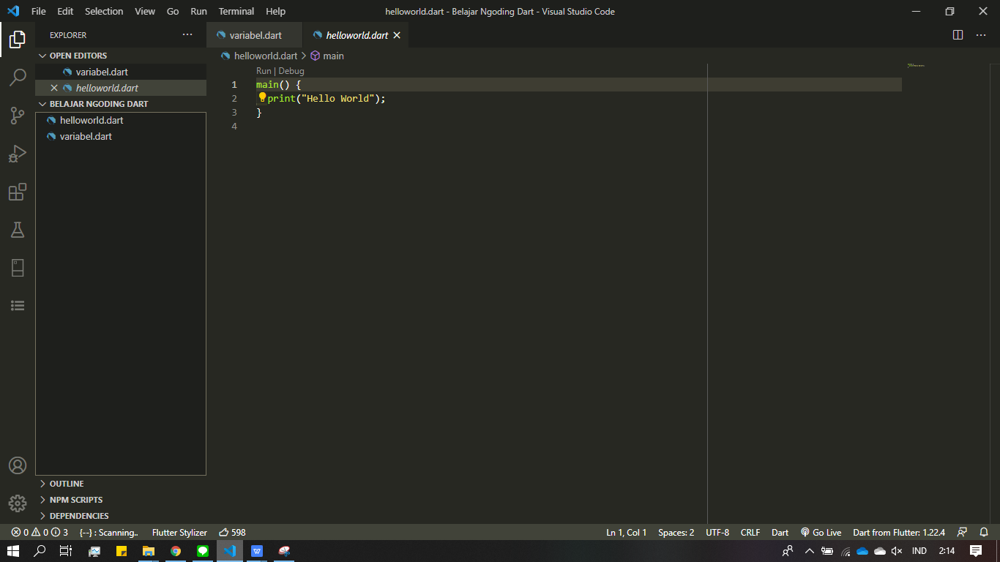 File Edit Selection View Go Run Terminal Help helloworld.dart - Belajar Ngoding Dart - Visual Studio Code
EXPLORER
variabel.dart helloworld.dart
OPEN EDITORS
variabel.dart
helloworld.dart
BELAJAR NGODING DART
helloworld.dart
variabel.dart
OUTLINE
NPM SCRIPTS
DEPENDENCIES
helloworld.dart > main
Run | Debug
1 main() {
2 print("Hello World");
3 }
4
0 0 3 {--} : Scanning.. Flutter Stylizer 598 Ln 1, Col 1 Spaces: 2 UTF-8 CRLF Dart Go Live Dart from Flutter: 1.22.4
W IND 2:14